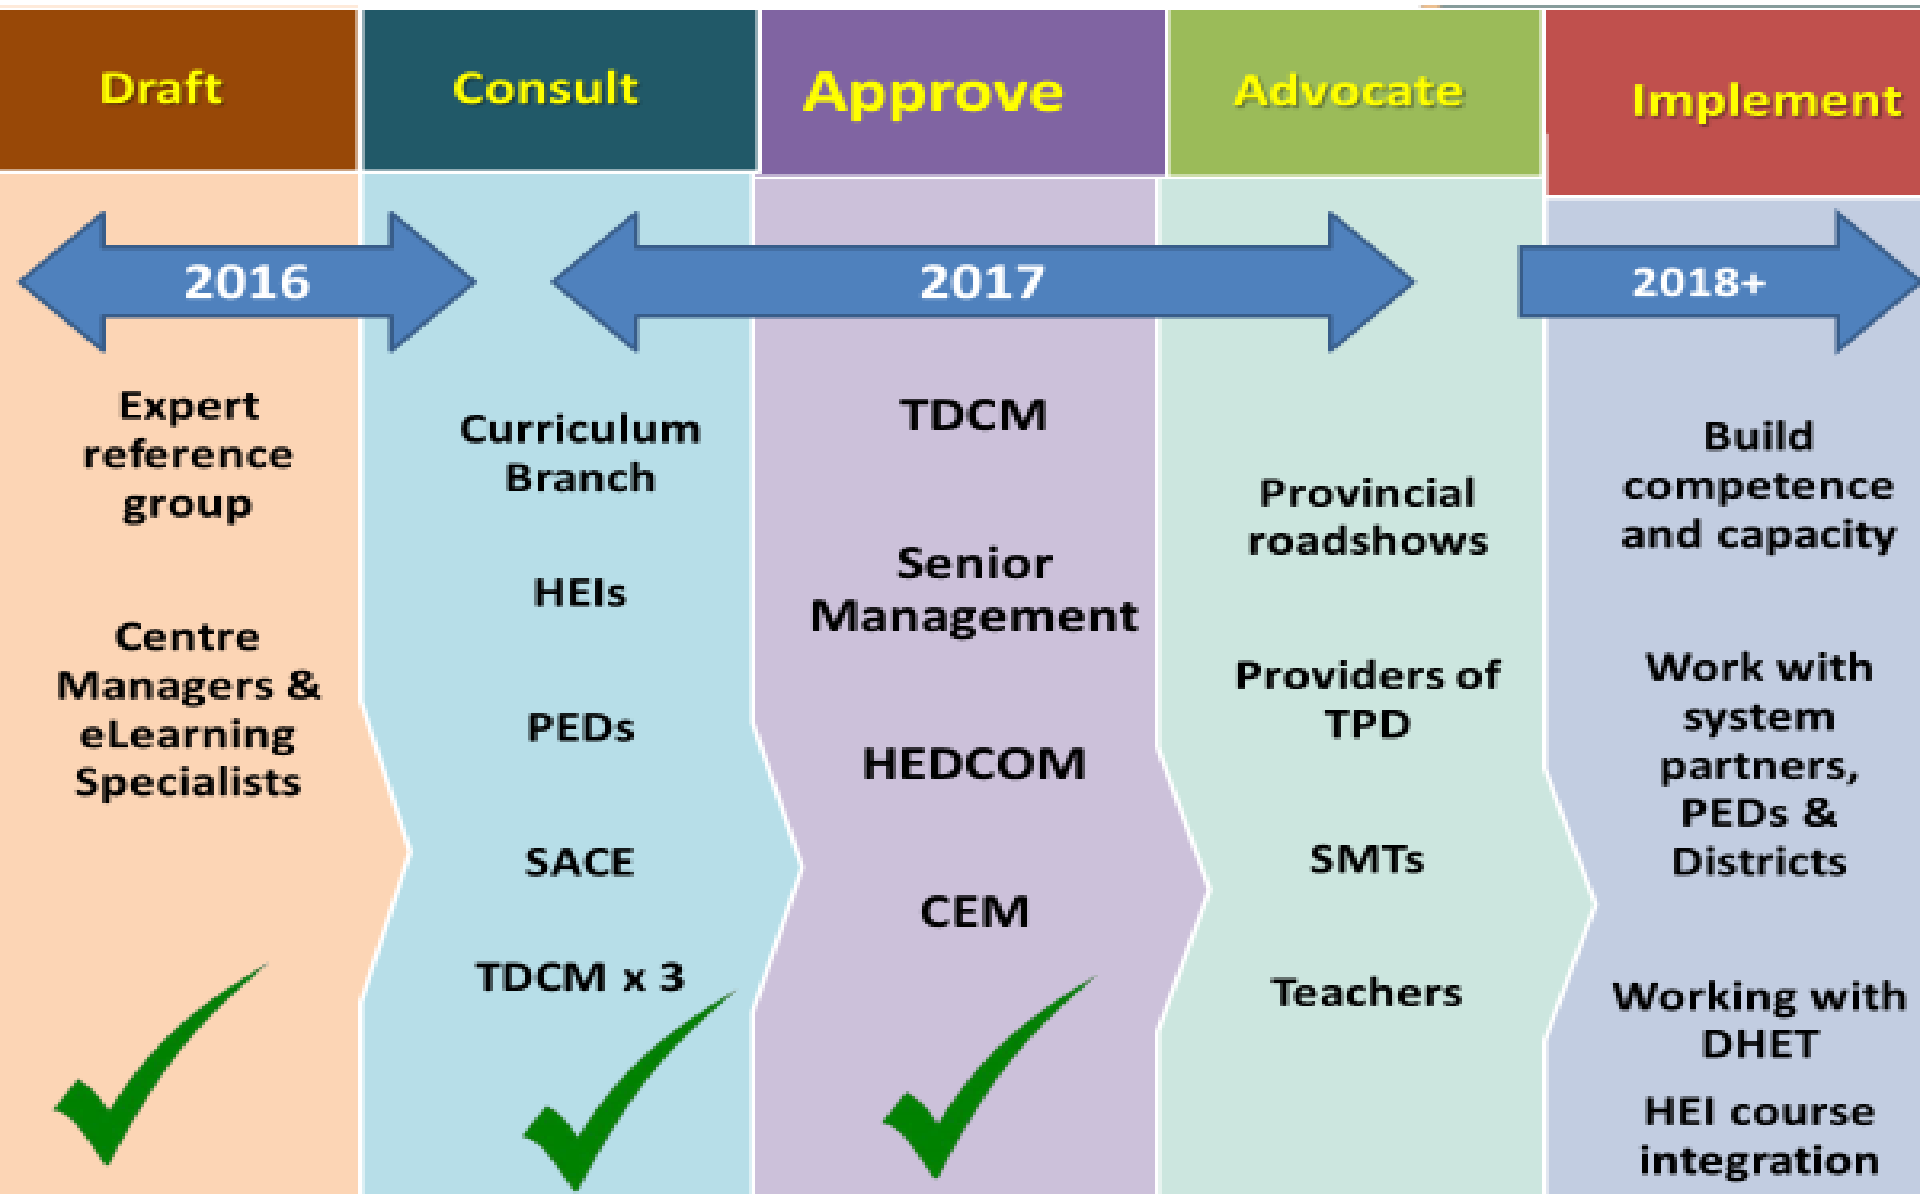 Draft
Consult
Approve
Advocate
Implement
2016
2017
2018+
Expert
reference
group
Centre
Managers &
eLearning
Specialists
Curriculum
Branch
HEIs
PEDs
SACE
TDCM x 3
TDCM
Senior
Management
HEDCOM
CEM
Provincial
roadshows
Providers of
TPD
SMTs
Teachers
Build
competence
and capacity
Work with
system
partners,
PEDs &
Districts
Working with
DHET
HEI course
integration